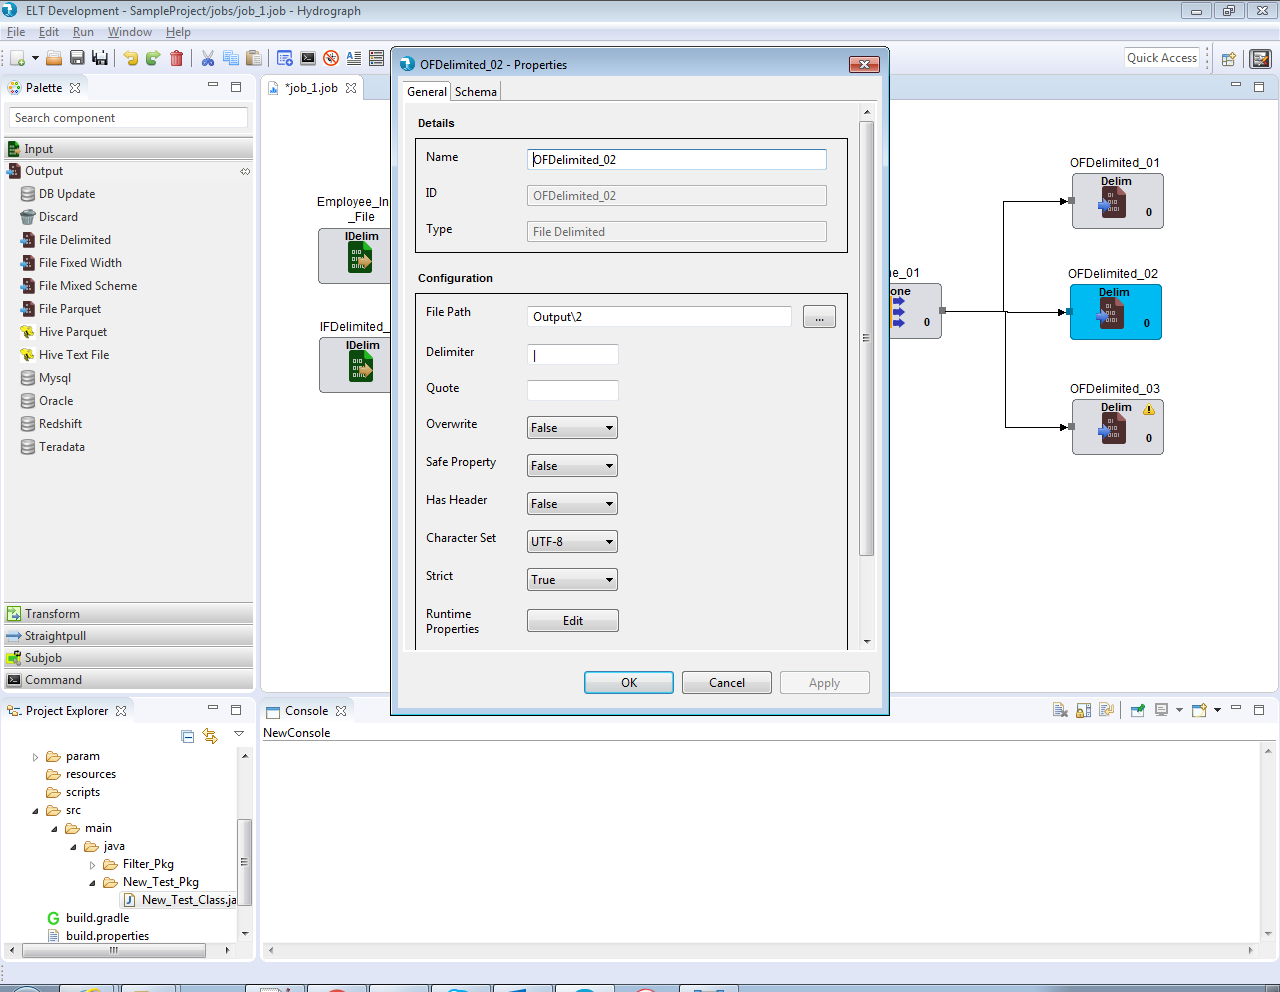 ELT Development - SampleProject/jobs/job_1.job - Hydrograph
File Edit Run Window Help
Quick Access
Palette
Search component
Input
Output
DB Update
Discard
File Delimited
File Fixed Width
File Mixed Scheme
File Parquet
Hive Parquet
Hive Text File
Mysql
Oracle
Redshift
Teradata
Transform
Straightpull
Subjob
Command
*job_1.job
Employee_In
_File
IDelim
IFDelimited_
IDelim
OFDelimited_02 - Properties
General Schema
Details
Name OFDelimited_02
ID OFDelimited_02
Type File Delimited
Configuration
File Path Output\2 ...
Delimiter |
Quote
Overwrite False
Safe Property False
Has Header False
Character Set UTF-8
Strict True
Runtime
Properties Edit
OK Cancel Apply
ne_01
one
0
OFDelimited_01
Delim
0
OFDelimited_02
Delim
0
OFDelimited_03
Delim
0
Project Explorer
param
resources
scripts
src
main
java
Filter_Pkg
New_Test_Pkg
New_Test_Class.ja
build.gradle
build.properties
Console
NewConsole